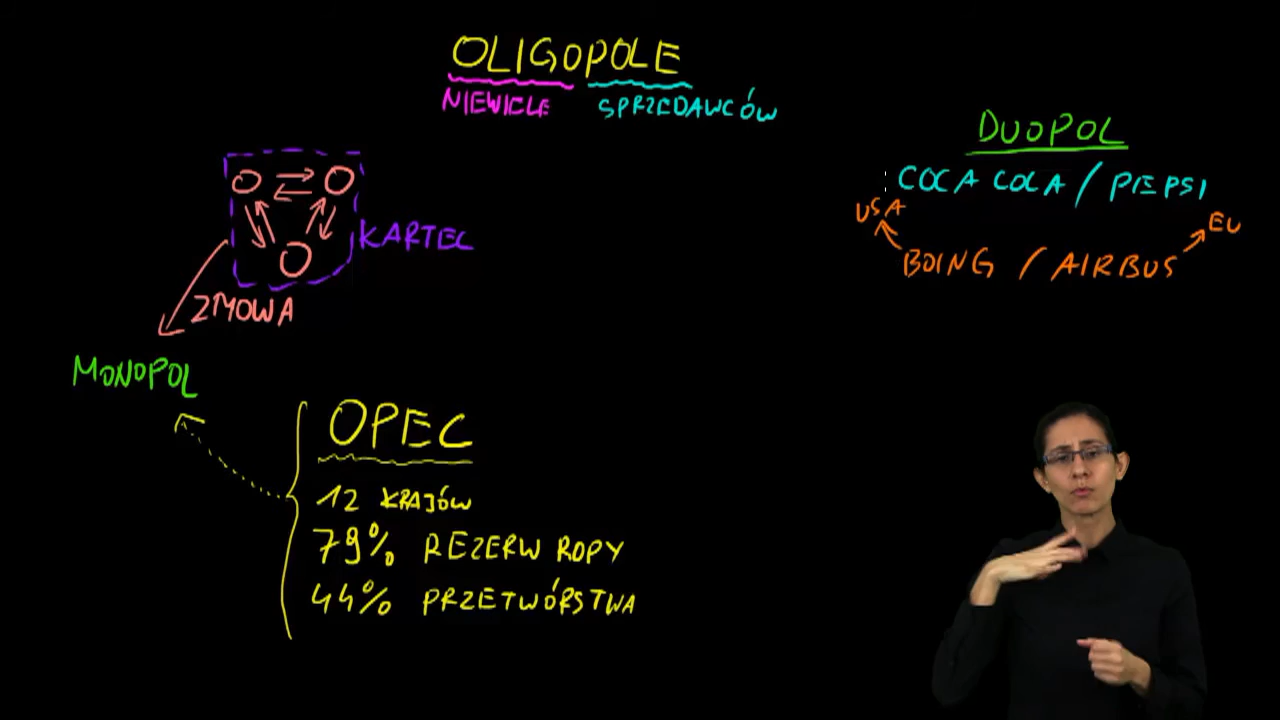 OLIGOPOLE
NIEWIELE SPRZEDAWCÓW
KARTEL
ZMOWA
MONOPOL
OPEC
12 KRAJÓW
79% REZERW ROPY
44% PRZETWÓRSTWA
DUOPOL
COCA COLA / PEPSI
USA EU
BOING / AIRBUS